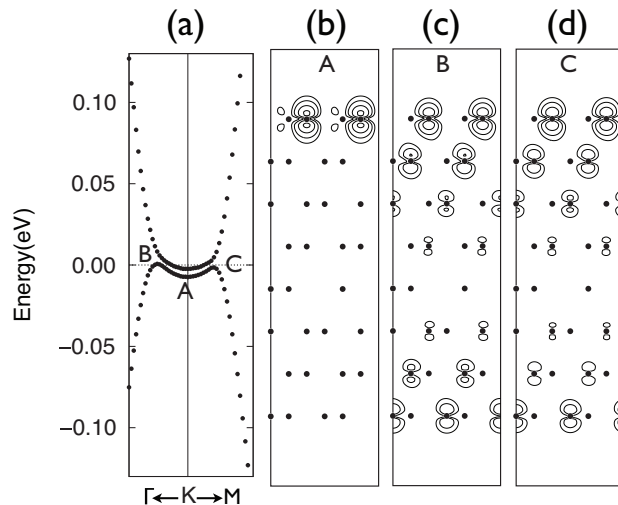 (a) (b) (c) (d)
A B C
0.10
0.05
0.00
−0.05
−0.10
Energy(eV)
B A C
Γ←K→M